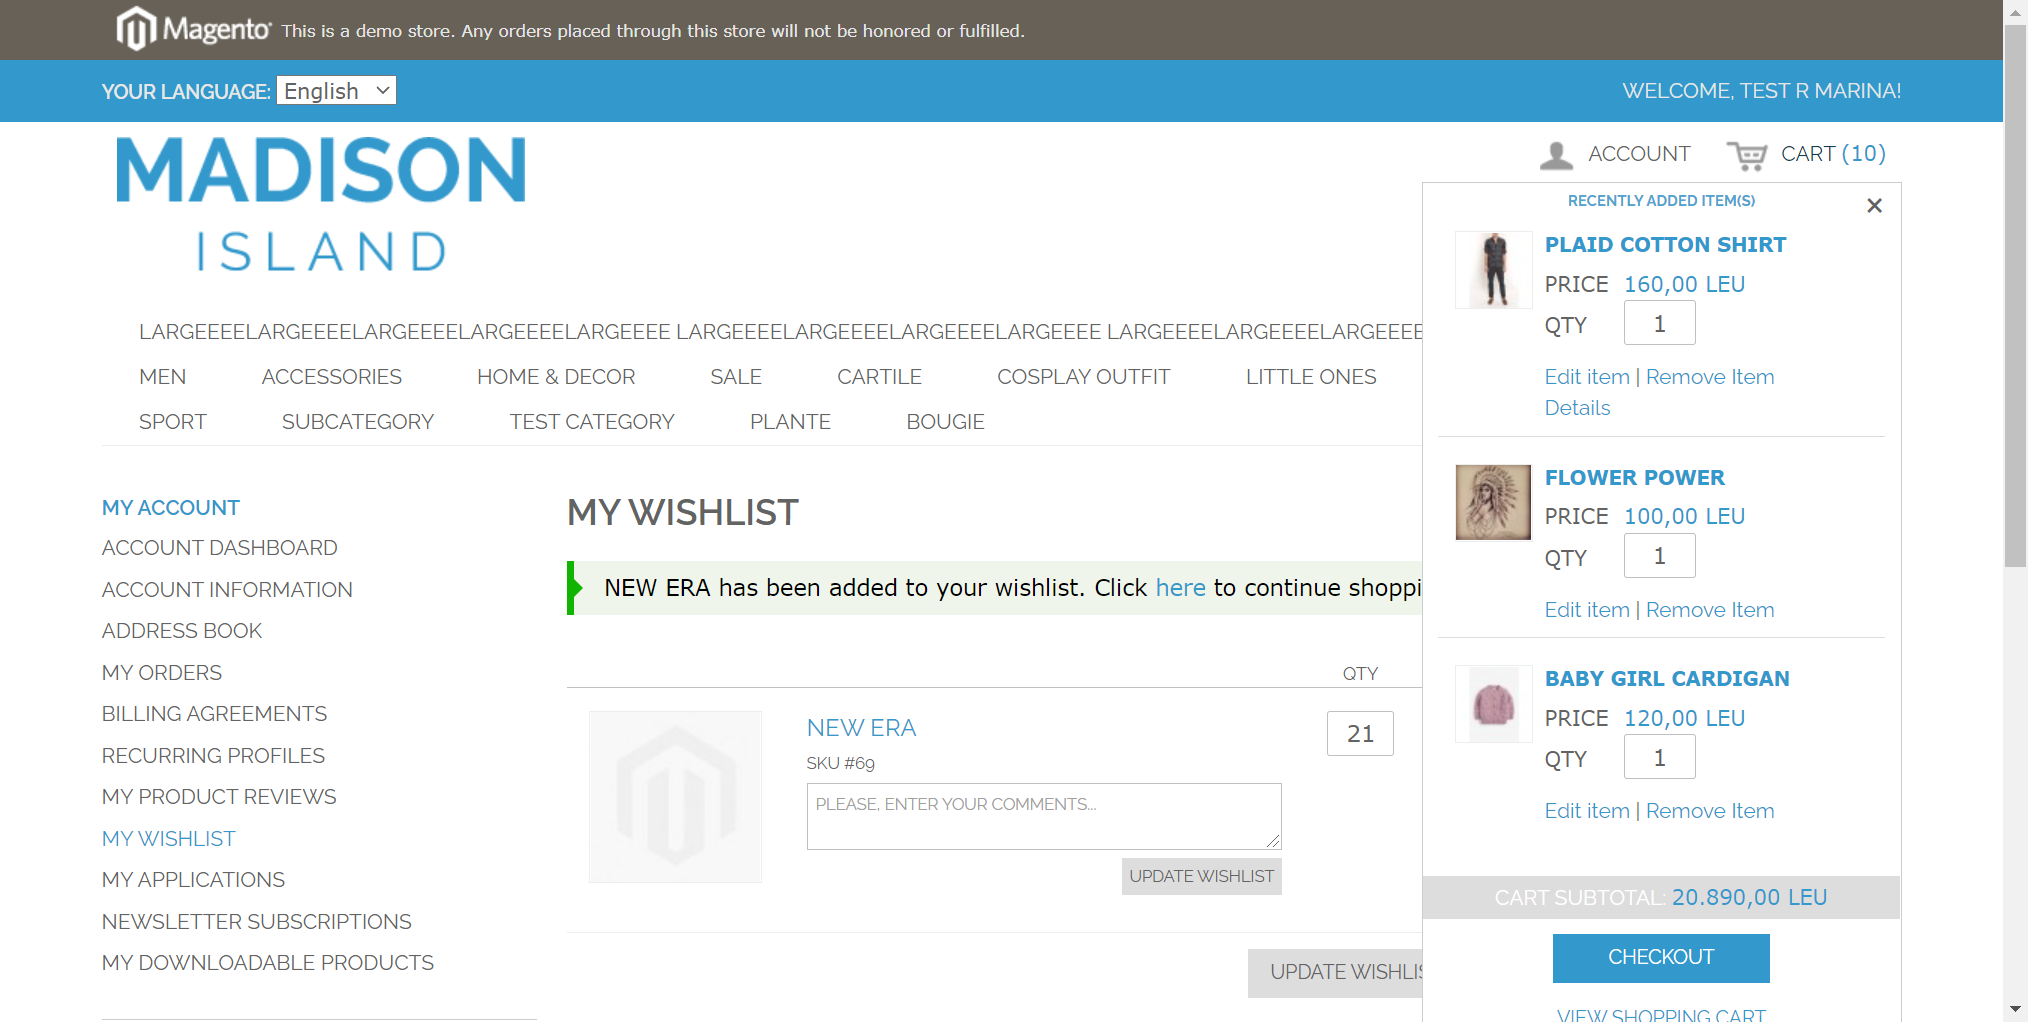 Magento This is a demo store. Any orders placed through this store will not be honored or fulfilled.
YOUR LANGUAGE: English
WELCOME, TEST R MARINA!
MADISON
ISLAND
ACCOUNT
CART (10)
RECENTLY ADDED ITEM(S)
×
PLAID COTTON SHIRT
PRICE 160,00 LEU
QTY 1
Edit item | Remove Item
Details
FLOWER POWER
PRICE 100,00 LEU
QTY 1
Edit item | Remove Item
BABY GIRL CARDIGAN
PRICE 120,00 LEU
QTY 1
Edit item | Remove Item
CART SUBTOTAL: 20.890,00 LEU
CHECKOUT
VIEW SHOPPING CART
LARGEEEELARGEEEELARGEEEELARGEEEELARGEEEE LARGEEEELARGEEEELARGEEEELARGEEEE LARGEEEELARGEEEELARGEEEE
MEN ACCESSORIES HOME & DECOR SALE CARTILE COSPLAY OUTFIT LITTLE ONES
SPORT SUBCATEGORY TEST CATEGORY PLANTE BOUGIE
MY ACCOUNT
ACCOUNT DASHBOARD
ACCOUNT INFORMATION
ADDRESS BOOK
MY ORDERS
BILLING AGREEMENTS
RECURRING PROFILES
MY PRODUCT REVIEWS
MY WISHLIST
MY APPLICATIONS
NEWSLETTER SUBSCRIPTIONS
MY DOWNLOADABLE PRODUCTS
MY WISHLIST
NEW ERA has been added to your wishlist. Click here to continue shoppi
QTY
NEW ERA
SKU #69
21
PLEASE, ENTER YOUR COMMENTS...
UPDATE WISHLIST
UPDATE WISHLIS